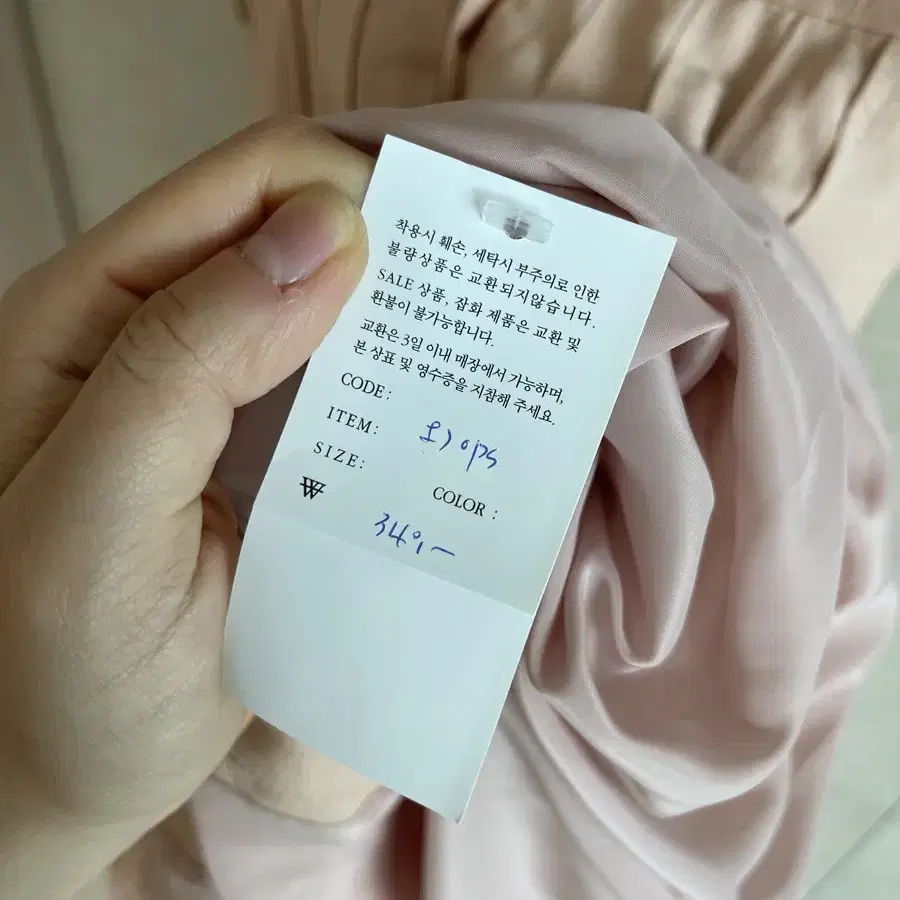 착용시 훼손, 세탁시 부주의로 인한
불량상품은 교환되지않습니다.
SALE 상품, 잡화 제품은 교환 및
환불이 불가능합니다.
교환은 3일 이내 매장에서 가능하며,
본 상표 및 영수증을 지참해 주세요.
CODE:
ITEM: ops
SIZE:
COLOR :
W